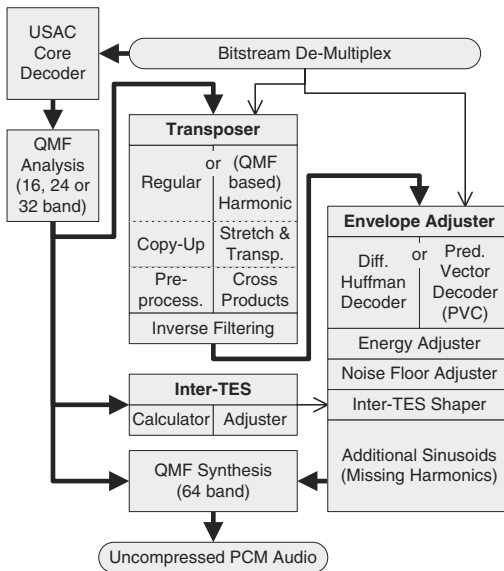 USAC
Core
Decoder
Bitstream De-Multiplex
QMF
Analysis
(16, 24 or
32 band)
Transposer
Regular
or
(QMF
based)
Harmonic
Copy-Up
Stretch &
Transp.
Pre-
process.
Cross
Products
Inverse Filtering
Envelope Adjuster
Diff.
Huffman
Decoder
or
Pred.
Vector
Decoder
(PVC)
Energy Adjuster
Noise Floor Adjuster
Inter-TES Shaper
Additional Sinusoids
(Missing Harmonics)
Inter-TES
Calculator
Adjuster
QMF Synthesis
(64 band)
Uncompressed PCM Audio